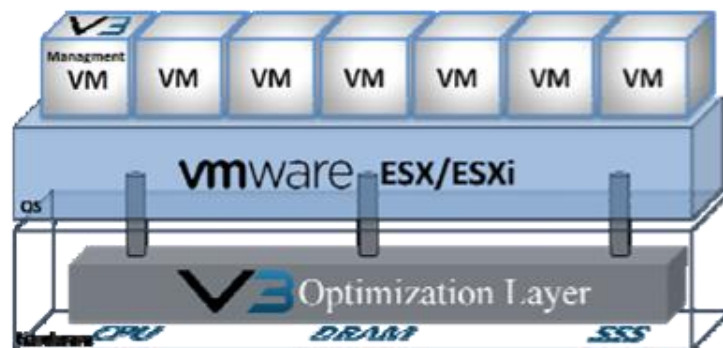 V3
Managment
VM VM VM VM VM VM VM
vmware ESX/ESXi
OS
V3 Optimization Layer
Hardware CPU DRAM SSS